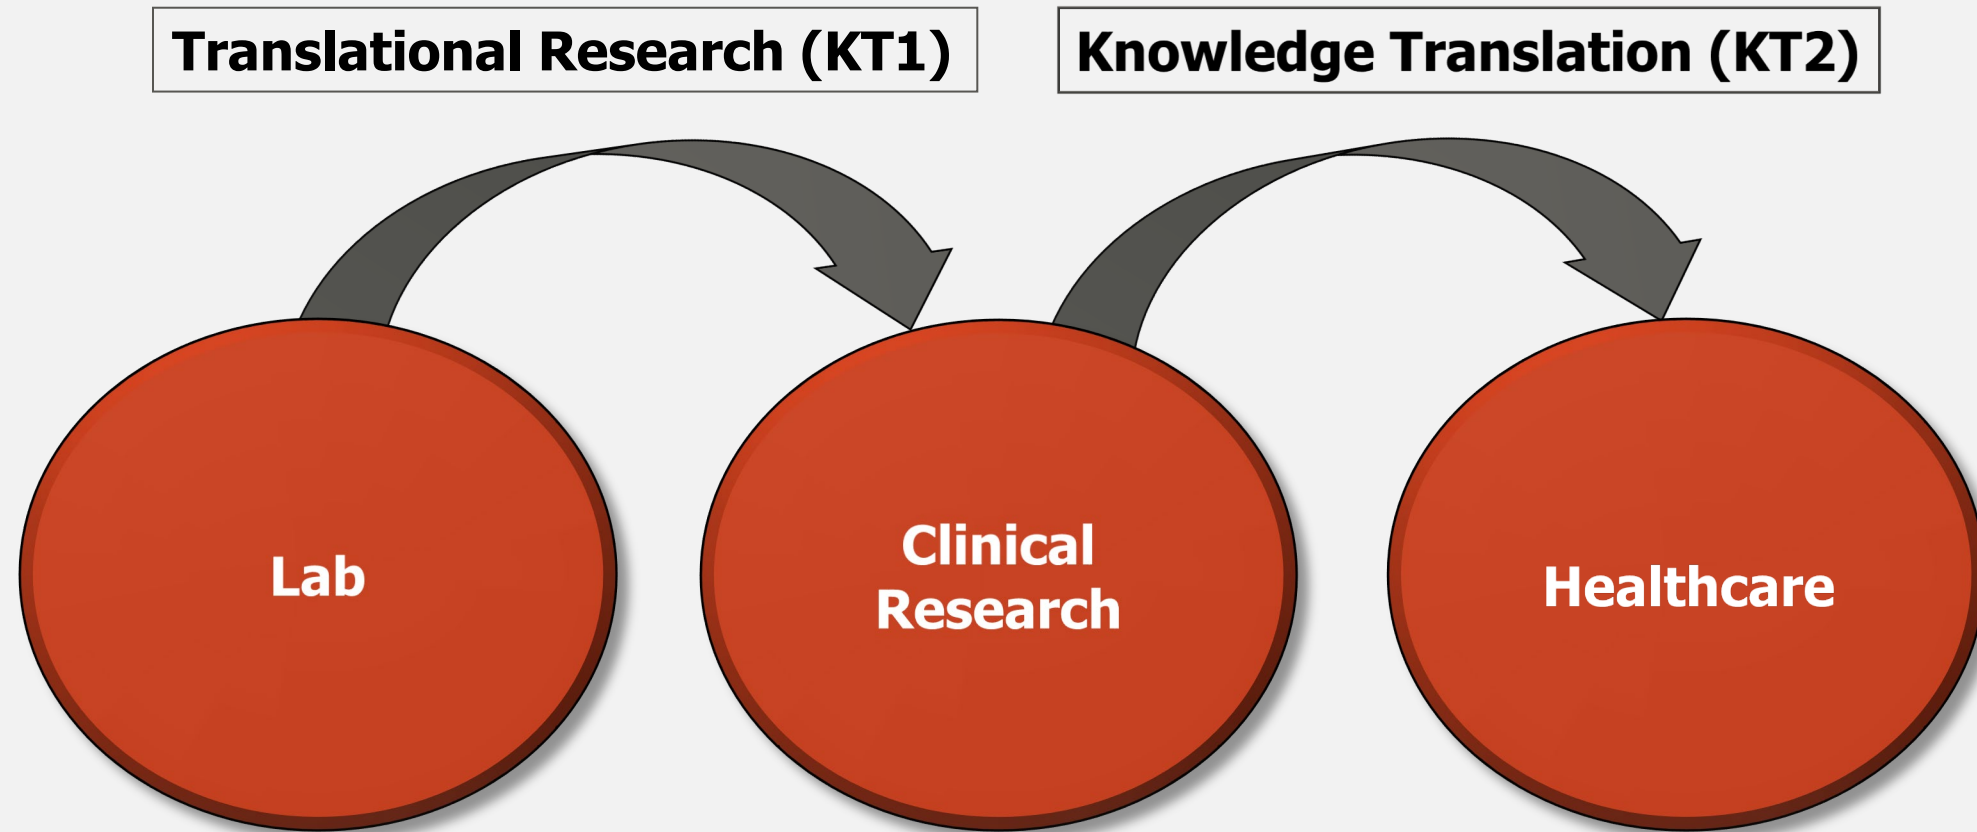 Translational Research (KT1)
Knowledge Translation (KT2)
Lab
Clinical
Research
Healthcare